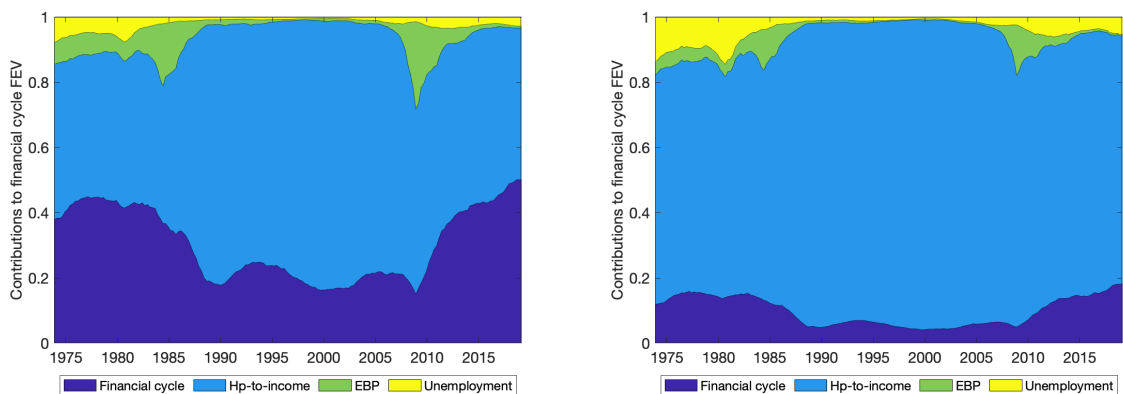 Contributions to financial cycle FEV
1
0.8
0.6
0.4
0.2
0
1975 1980 1985 1990 1995 2000 2005 2010 2015
Financial cycle Hp-to-income EBP Unemployment
Contributions to financial cycle FEV
1
0.8
0.6
0.4
0.2
0
1975 1980 1985 1990 1995 2000 2005 2010 2015
Financial cycle Hp-to-income EBP Unemployment